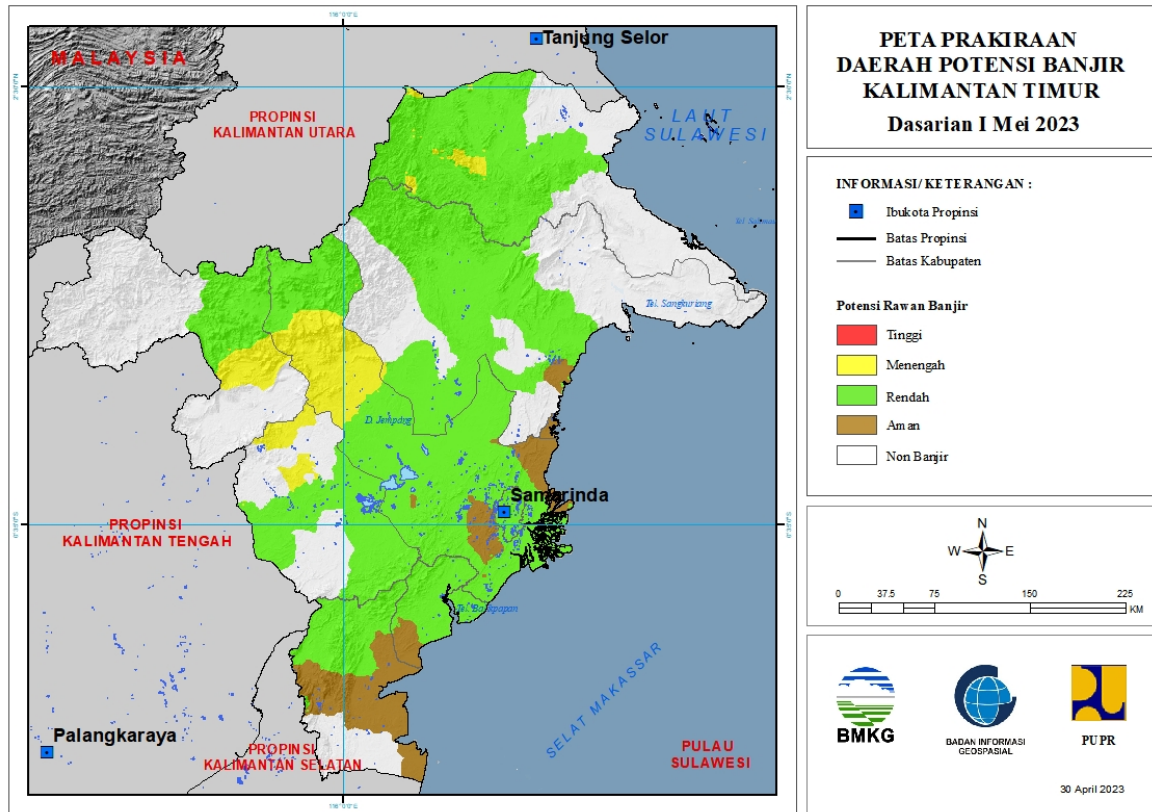 PETA PRAKIRAAN
DAERAH POTENSI BANJIR
KALIMANTAN TIMUR
Dasarian I Mei 2023
INFORMASI/ KETERANGAN :
Ibukota Propinsi
Batas Propinsi
Batas Kabupaten
Potensi Rawan Banjir
Tinggi
Menengah
Rendah
Aman
Non Banjir
N
W E
S
0 37.5 75 150 225
KM
BMKG
BADAN INFORMASI
GEOSPASIAL
PUPR
30 April 2023
MALAYSIA
Tanjung Selor
PROPINSI
KALIMANTAN UTARA
LAUT
SULAWESI
Tel. Sangkuriang
D. Jempang
Samarinda
PROPINSI
KALIMANTAN TENGAH
Tel. Balikpapan
SELAT MAKASSAR
Palangkaraya
PROPINSI
KALIMANTAN SELATAN
PULAU
SULAWESI